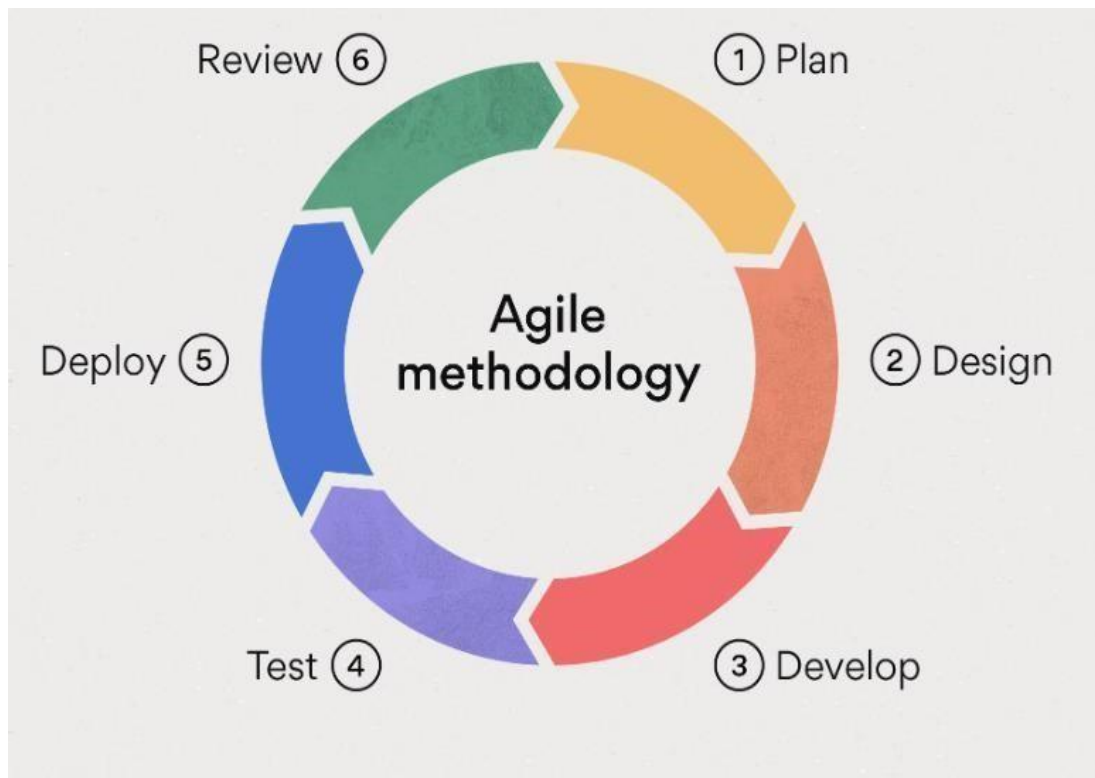 Agile
methodology
1 Plan
2 Design
3 Develop
Test 4
Deploy 5
Review 6